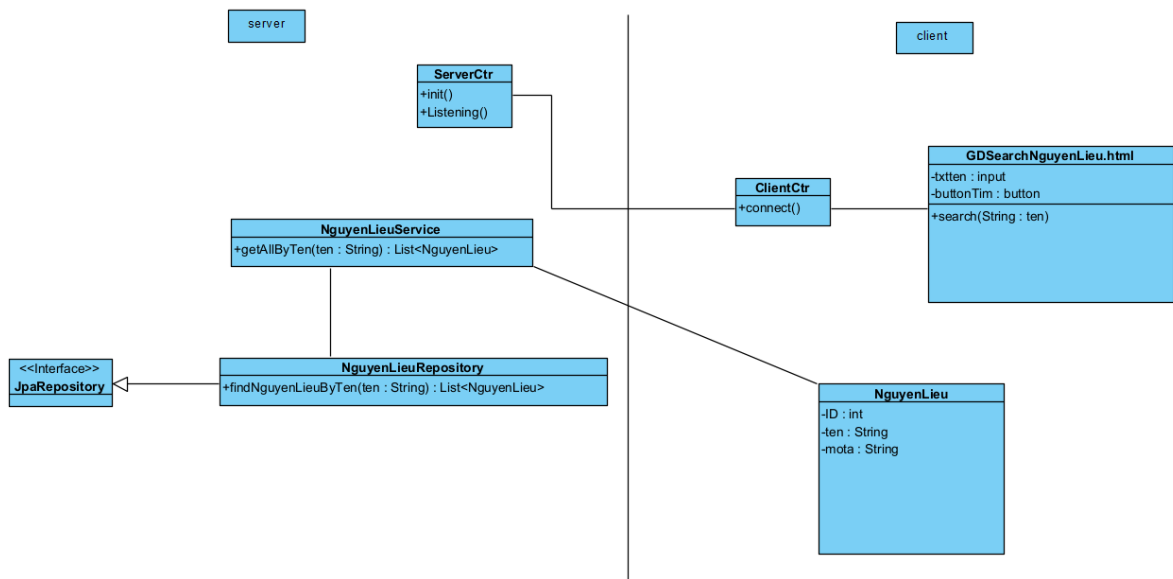 server
client
ServerCtr
+init()
+Listening()
GDSearchNguyenLieu.html
-txtten : input
-buttonTim : button
+search(String : ten)
ClientCtr
+connect()
NguyenLieuService
+getAllByTen(ten : String) : List<NguyenLieu>
<<Interface>>
JpaRepository
NguyenLieuRepository
+findNguyenLieuByTen(ten : String) : List<NguyenLieu>
NguyenLieu
-ID : int
-ten : String
-mota : String